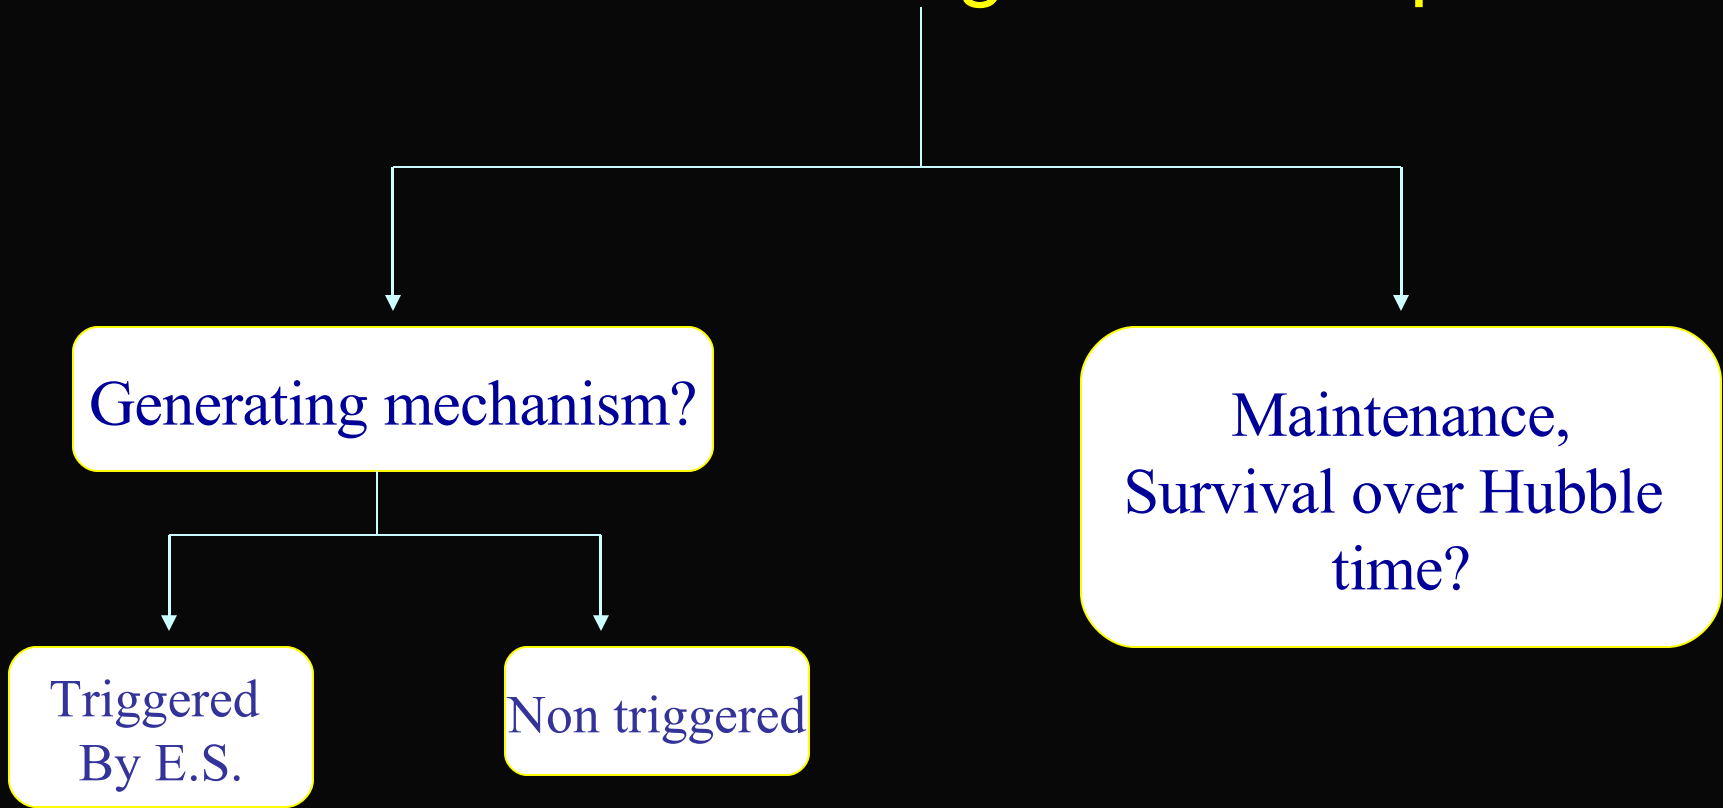 Generating mechanism?
Maintenance,
Survival over Hubble
time?
Triggered
By E.S.
Non triggered